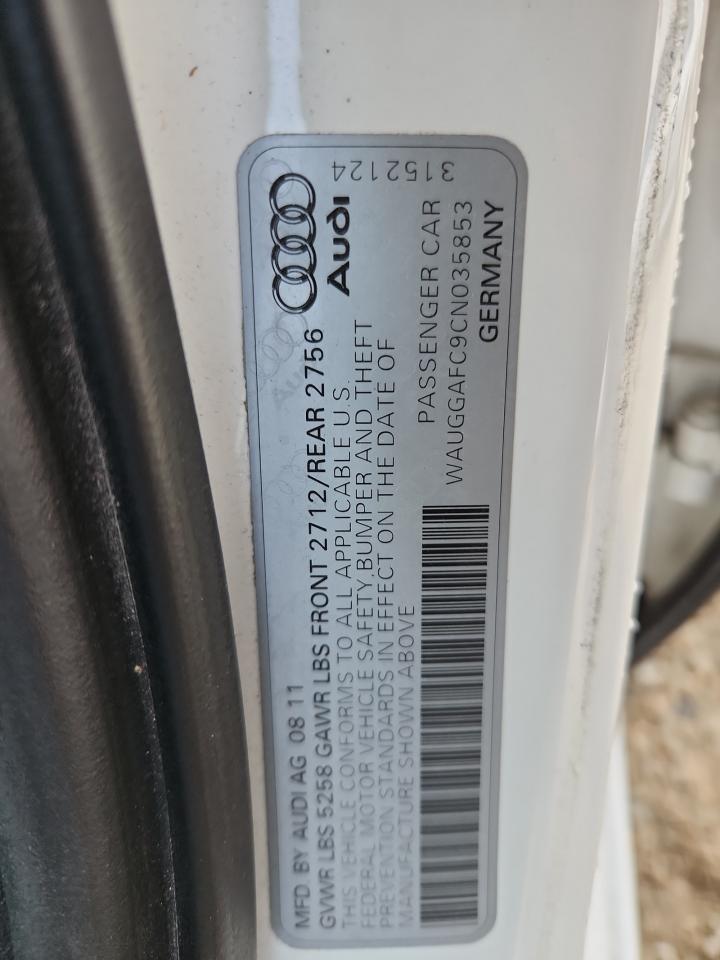 MFD. BY AUDI AG 08 11
GVWR LBS 5258 GAWR LBS FRONT 2712/REAR 2756
THIS VEHICLE CONFORMS TO ALL APPLICABLE U.S.
FEDERAL MOTOR VEHICLE SAFETY,BUMPER AND THEFT
PREVENTION STANDARDS IN EFFECT ON THE DATE OF
MANUFACTURE SHOWN ABOVE
Audi
3152124
PASSENGER CAR
WAUGGAFC9CN035853
GERMANY